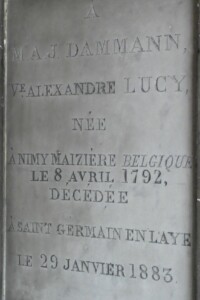 A
M A J DAMMANN,
VE ALEXANDRE LUCY,
NÉE
A NIMY MAIZIÈRE BELGIQUE
LE 8 AVRIL 1792,
DÉCÉDÉE
A SAINT GERMAIN EN LAYE
LE 29 JANVIER 1883.